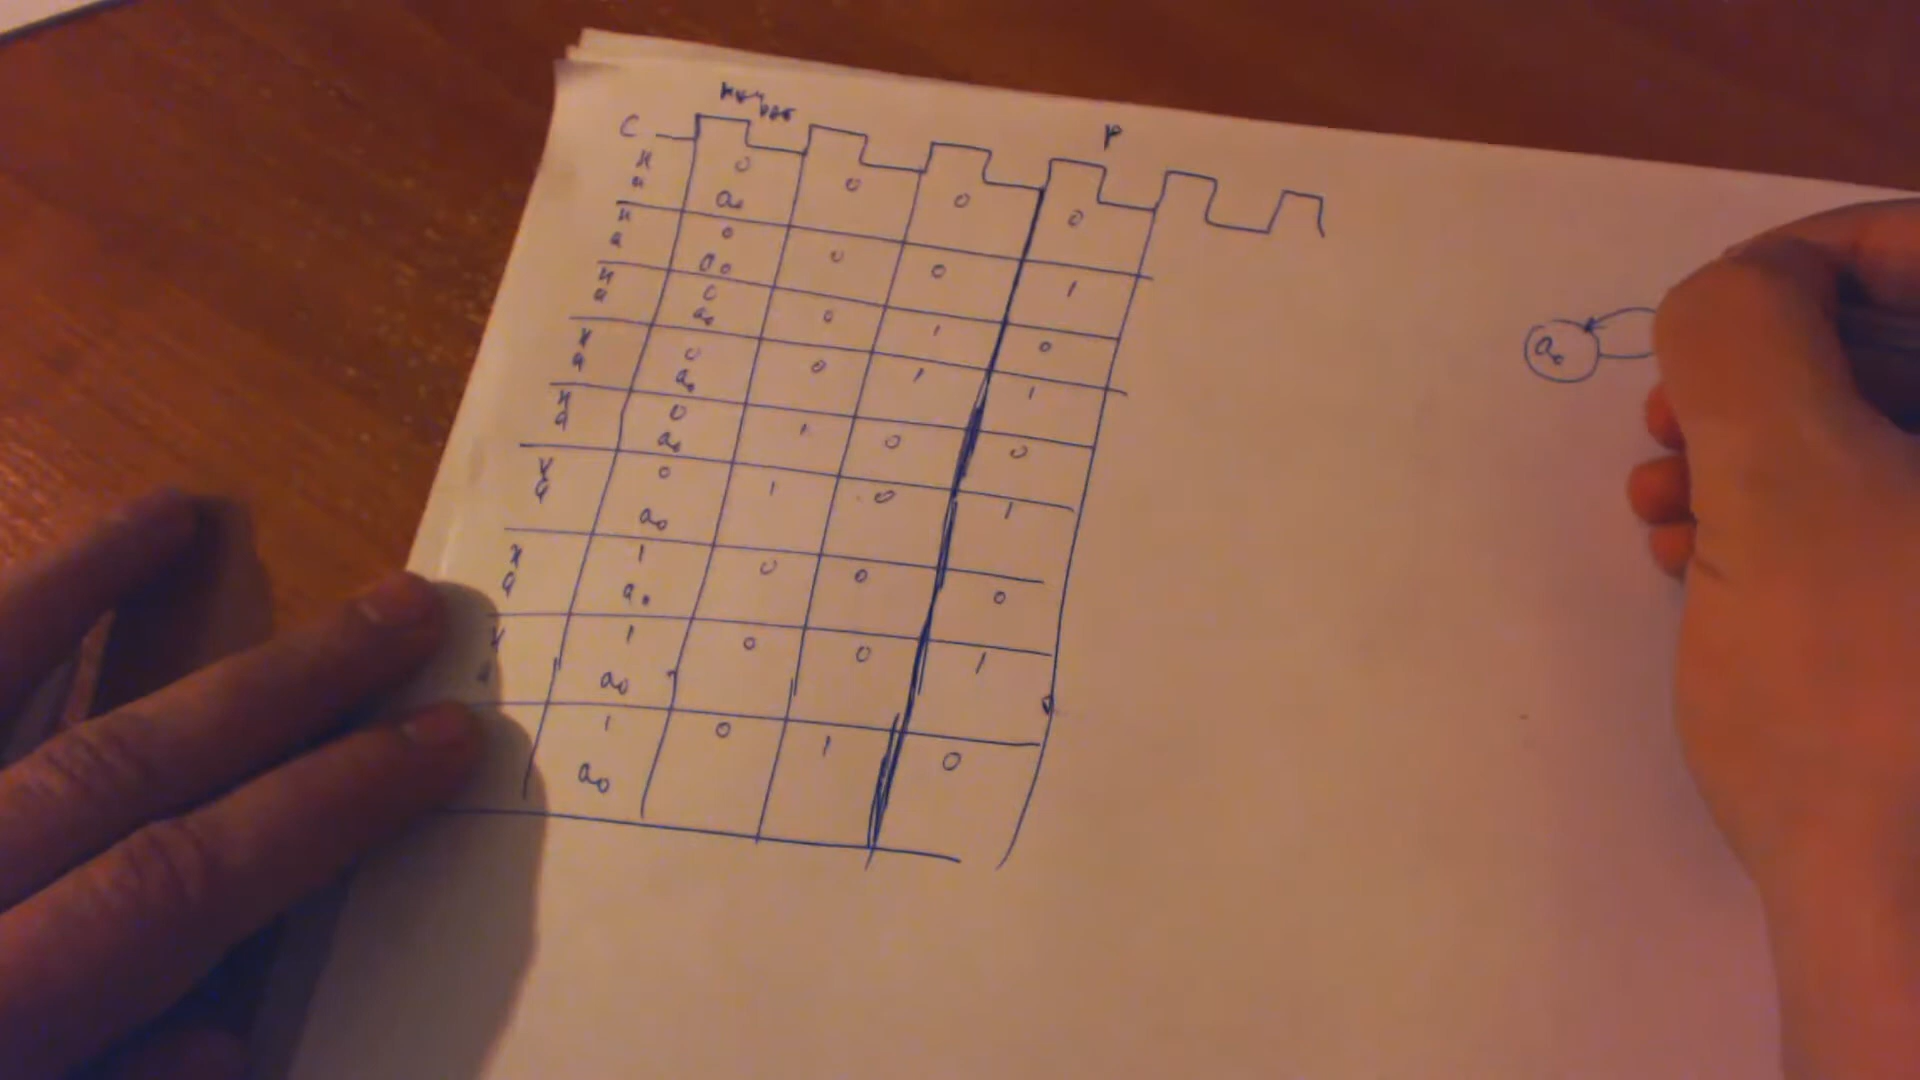 C
P
x 0 0 0 0
a a₀
x 0 0 0 1
a a₀
x 0 0 1 0
a a₀
x 0 0 1 1
a a₀
x 0 1 0 0
a a₀
x 0 1 0 1
a a₀
x 1 0 0 0
a a₀
x 1 0 0 1
a₀
1 0 1 0
a₀
a₀